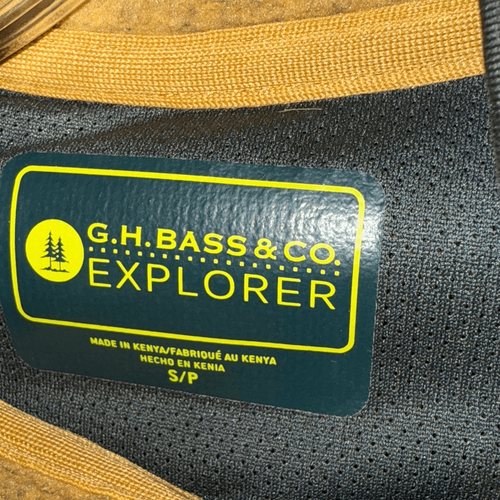 G.H. BASS & CO.
EXPLORER
MADE IN KENYA/FABRIQUÉ AU KENYA
HECHO EN KENIA
S/P